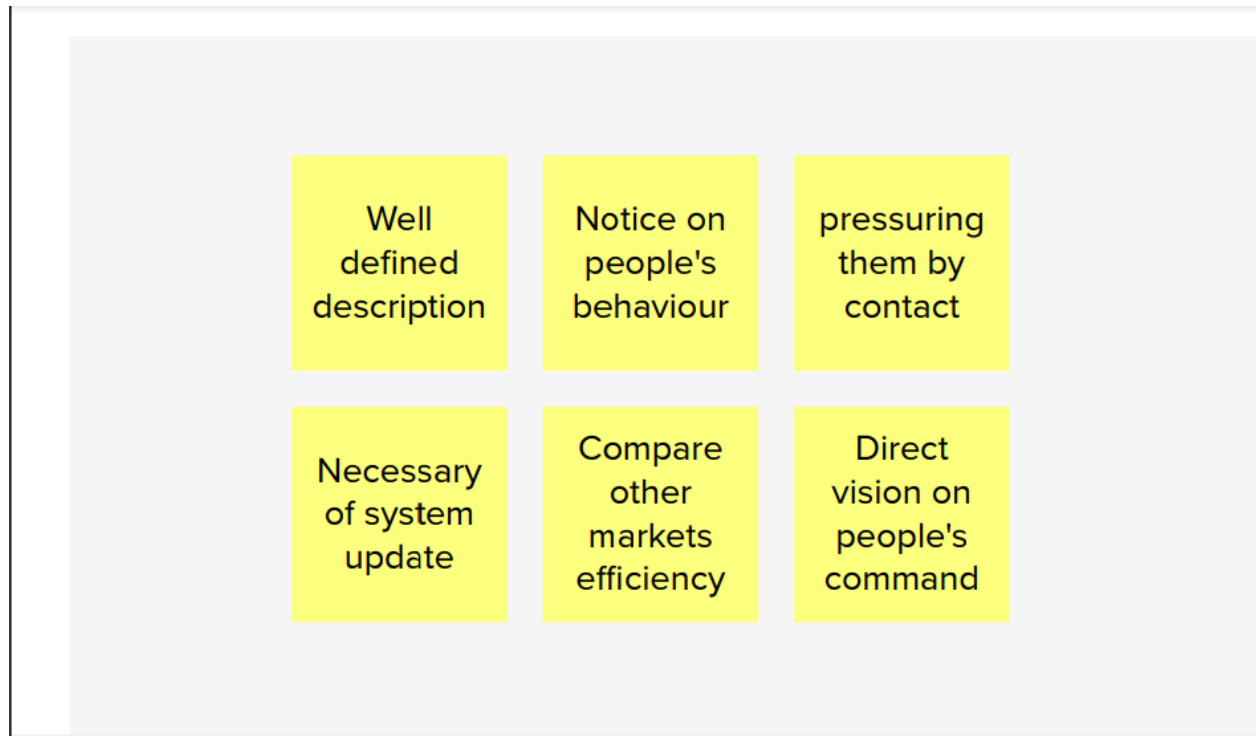 Well
defined
description
Notice on
people's
behaviour
pressuring
them by
contact
Necessary
of system
update
Compare
other
markets
efficiency
Direct
vision on
people's
command